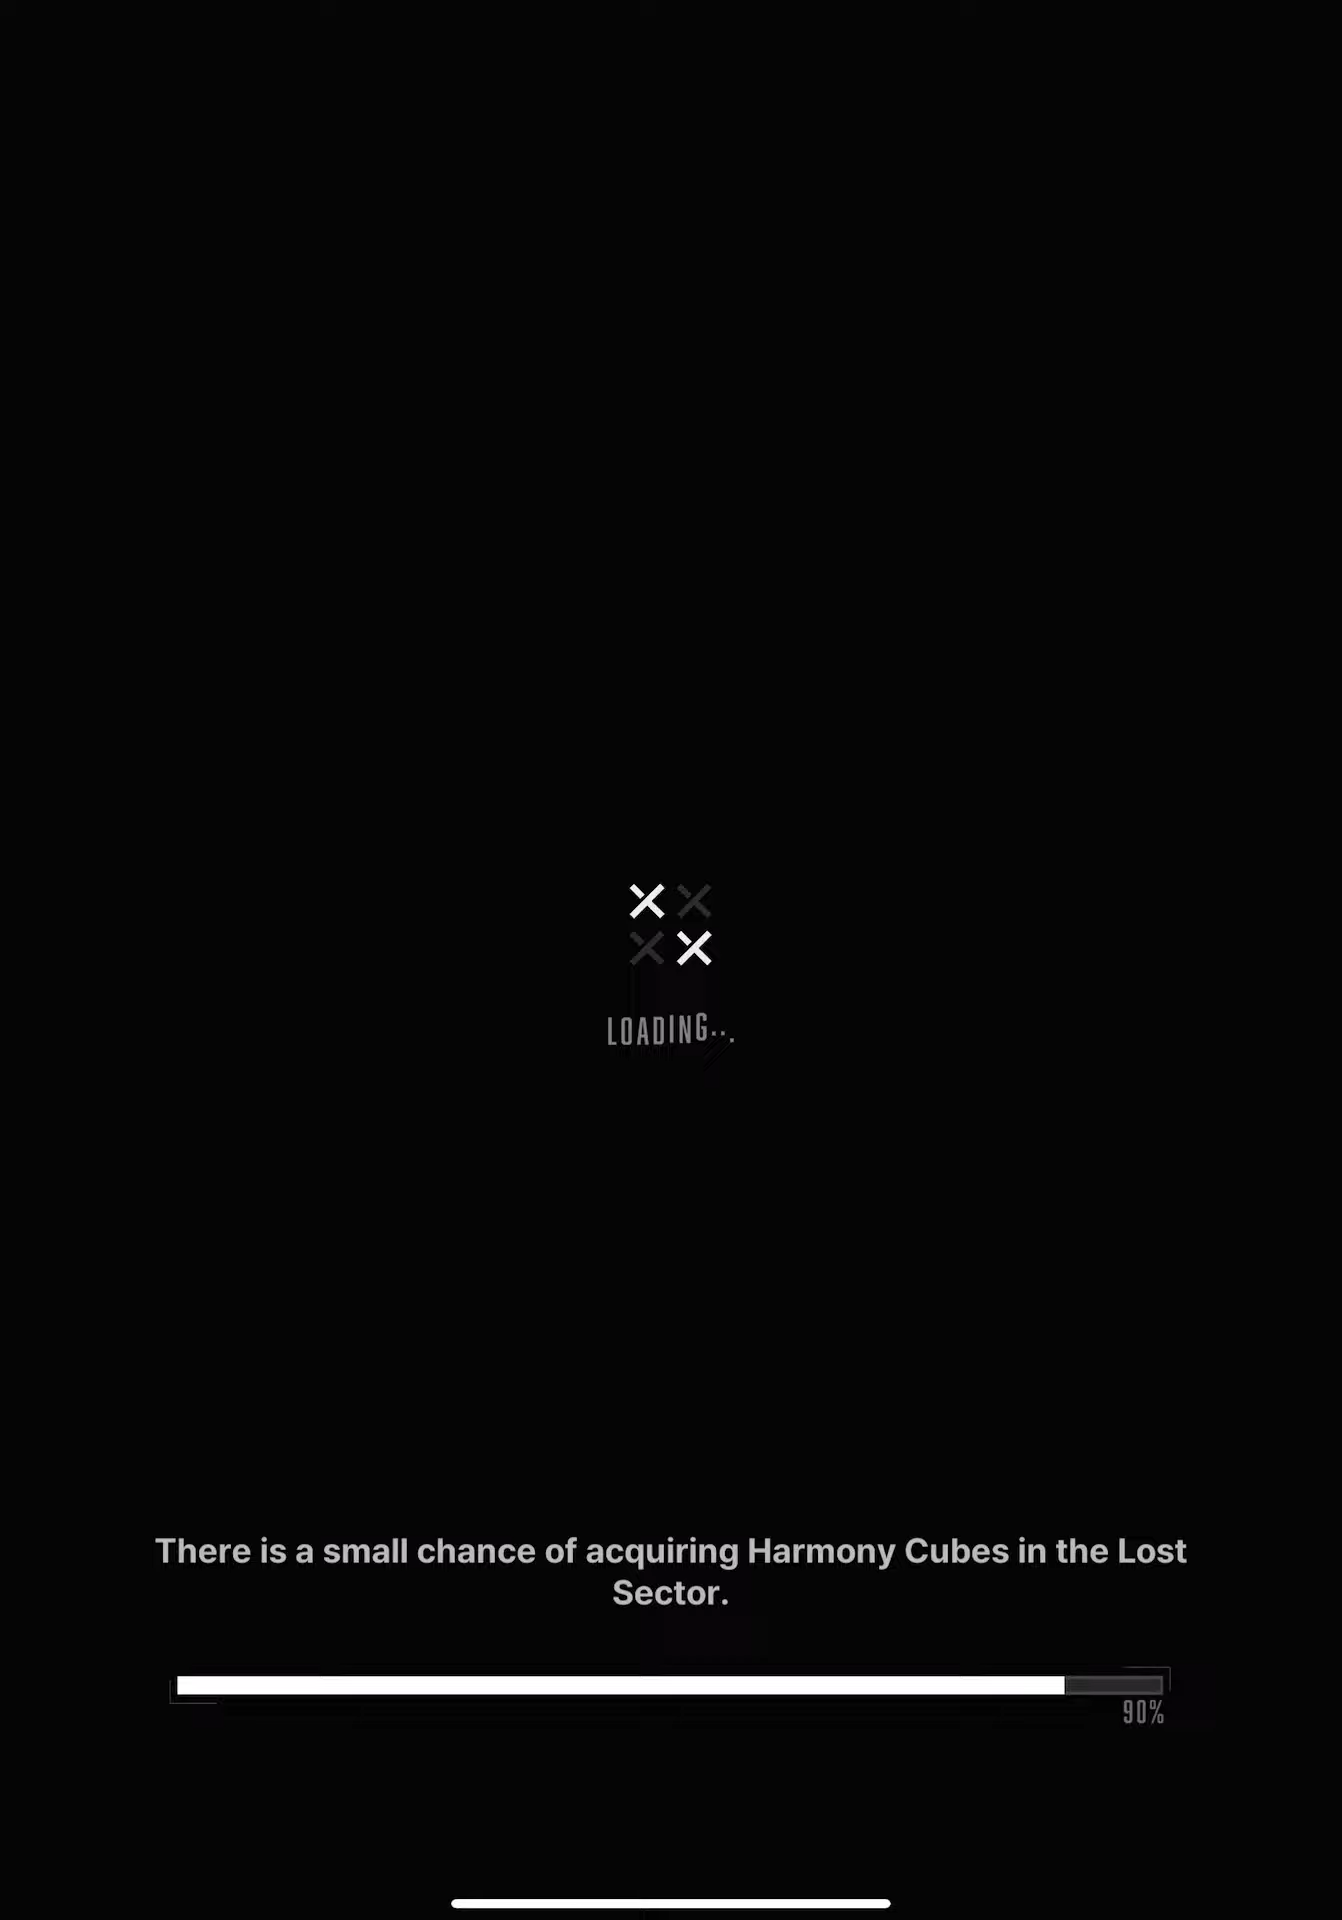 LOADING...
There is a small chance of acquiring Harmony Cubes in the Lost
Sector.
90%